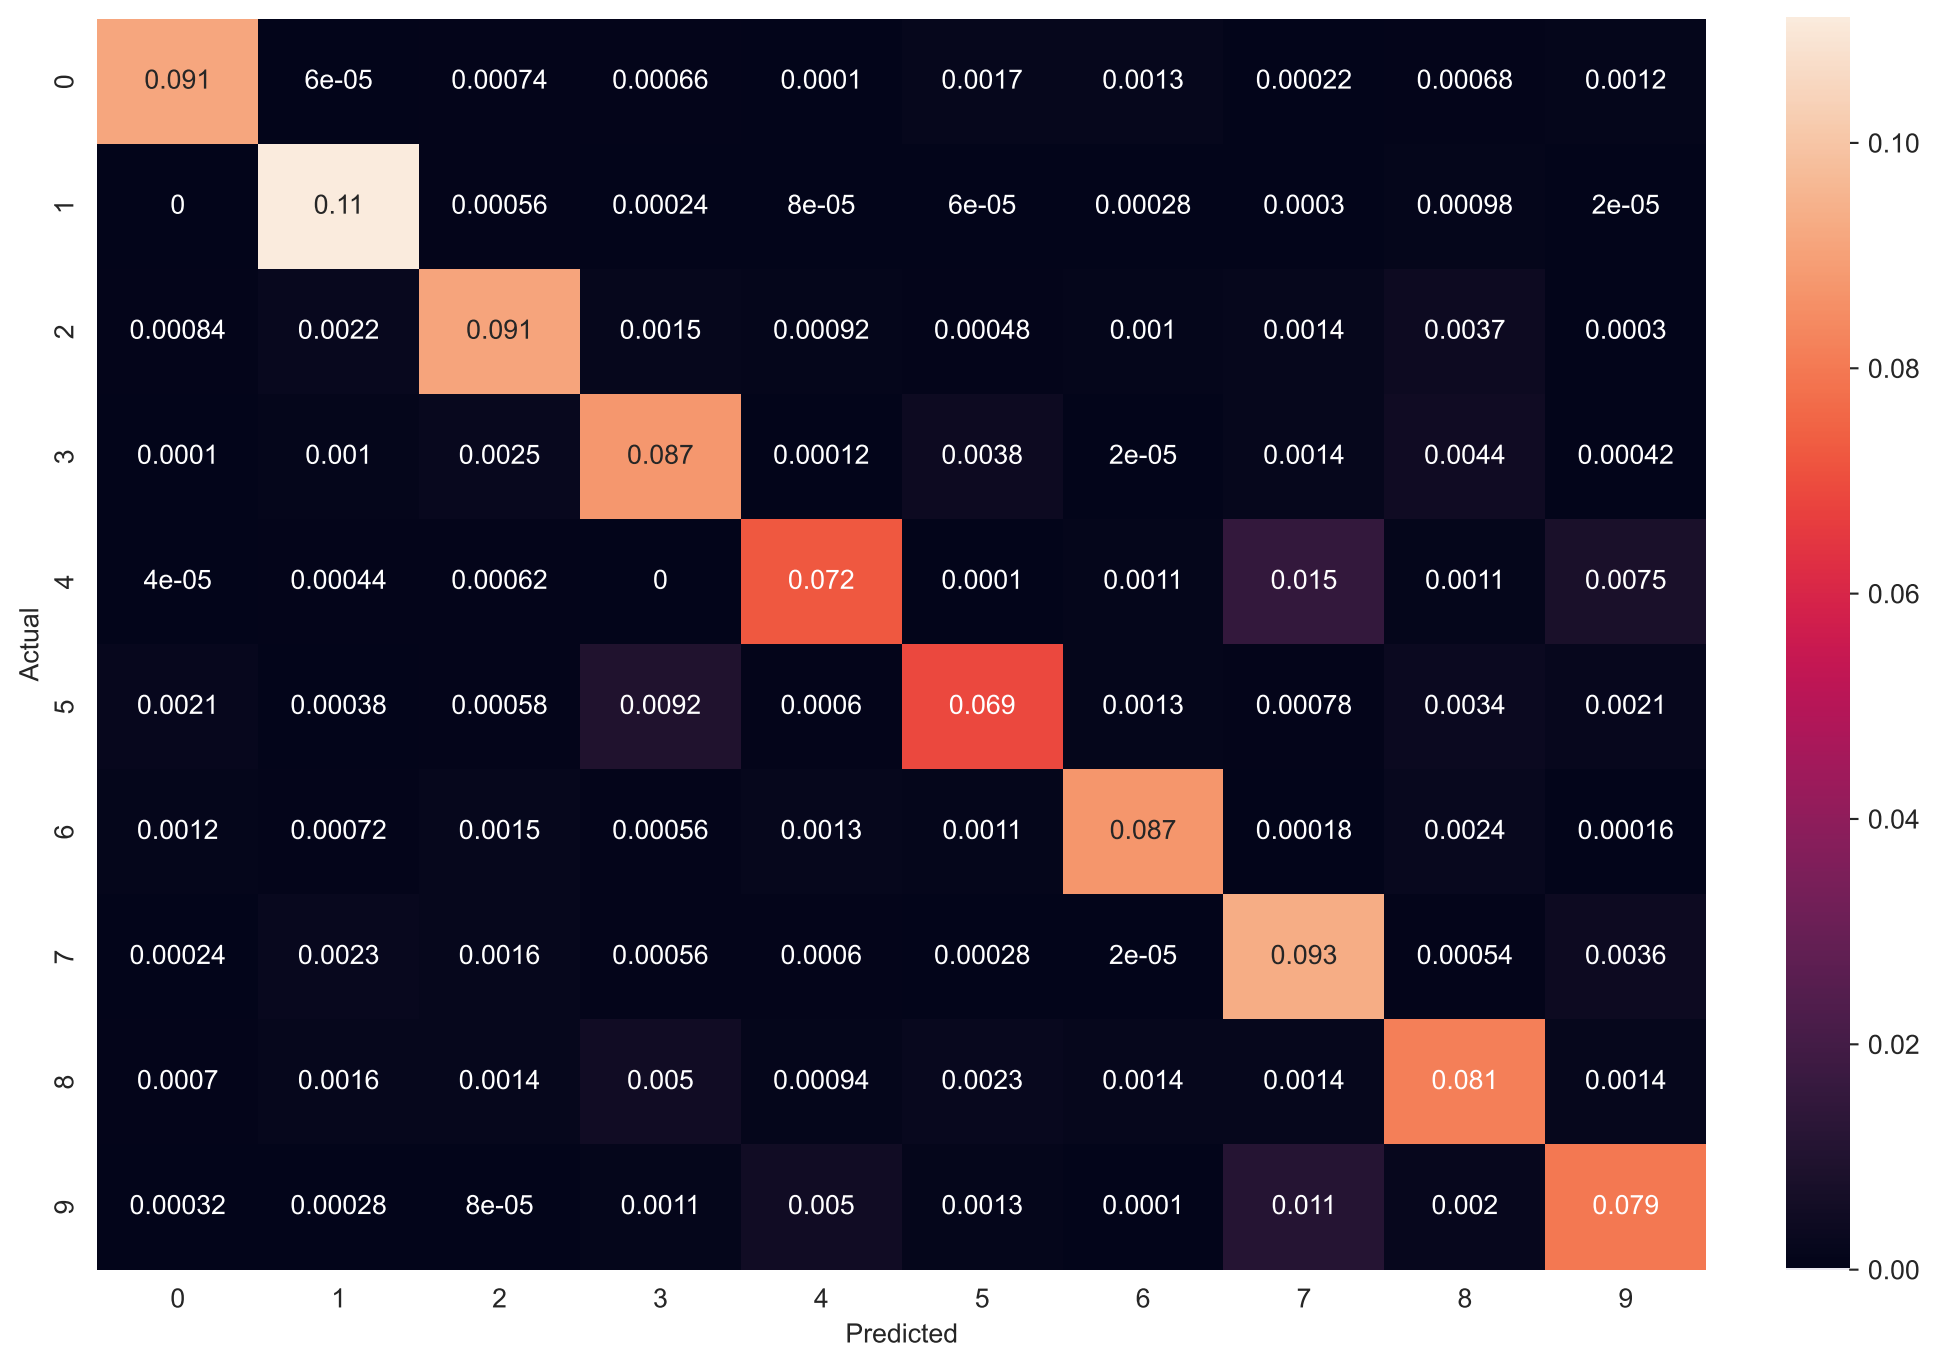 0 0.091 6e-05 0.00074 0.00066 0.0001 0.0017 0.0013 0.00022 0.00068 0.0012
1 0 0.11 0.00056 0.00024 8e-05 6e-05 0.00028 0.0003 0.00098 2e-05
2 0.00084 0.0022 0.091 0.0015 0.00092 0.00048 0.001 0.0014 0.0037 0.0003
3 0.0001 0.001 0.0025 0.087 0.00012 0.0038 2e-05 0.0014 0.0044 0.00042
4 4e-05 0.00044 0.00062 0 0.072 0.0001 0.0011 0.015 0.0011 0.0075
5 0.0021 0.00038 0.00058 0.0092 0.0006 0.069 0.0013 0.00078 0.0034 0.0021
6 0.0012 0.00072 0.0015 0.00056 0.0013 0.0011 0.087 0.00018 0.0024 0.00016
7 0.00024 0.0023 0.0016 0.00056 0.0006 0.00028 2e-05 0.093 0.00054 0.0036
8 0.0007 0.0016 0.0014 0.005 0.00094 0.0023 0.0014 0.0014 0.081 0.0014
9 0.00032 0.00028 8e-05 0.0011 0.005 0.0013 0.0001 0.011 0.002 0.079
0 1 2 3 4 5 6 7 8 9
Predicted
Actual
0.10
0.08
0.06
0.04
0.02
0.00